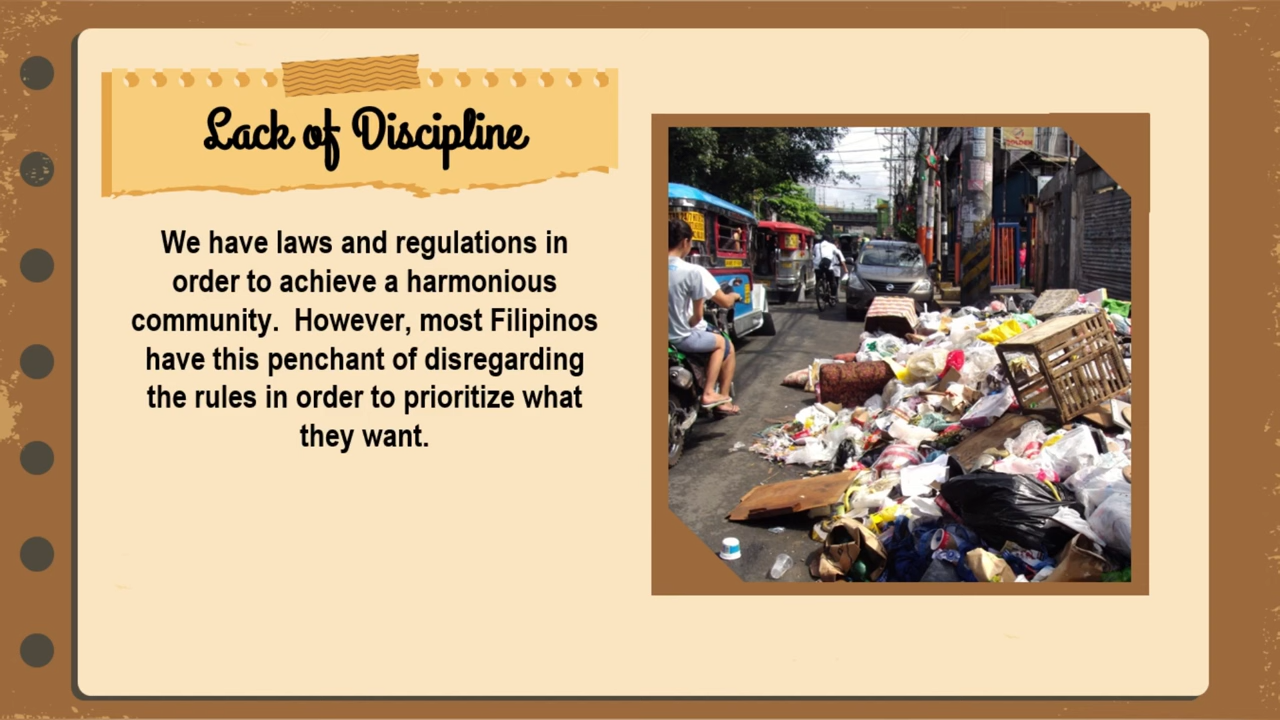 Lack of Discipline
We have laws and regulations in
order to achieve a harmonious
community.  However, most Filipinos
have this penchant of disregarding
the rules in order to prioritize what
they want.